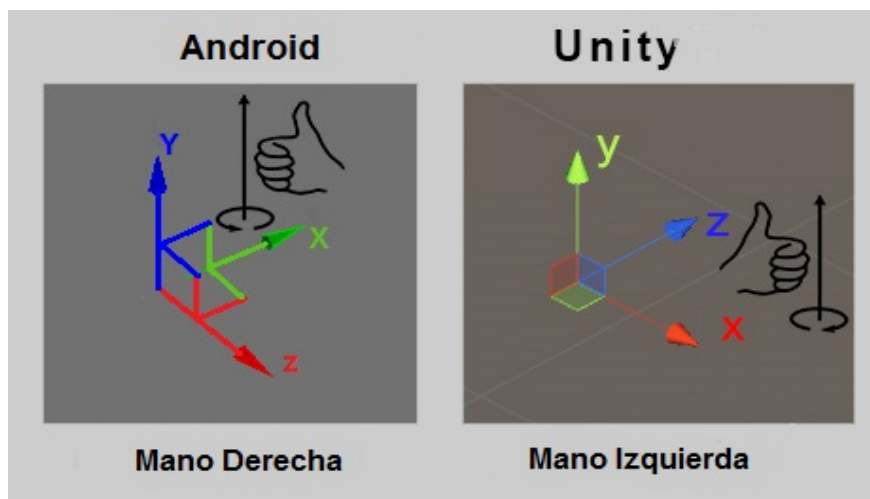 Android
Unity
Y
X
z
y
z
x
Mano Derecha
Mano Izquierda